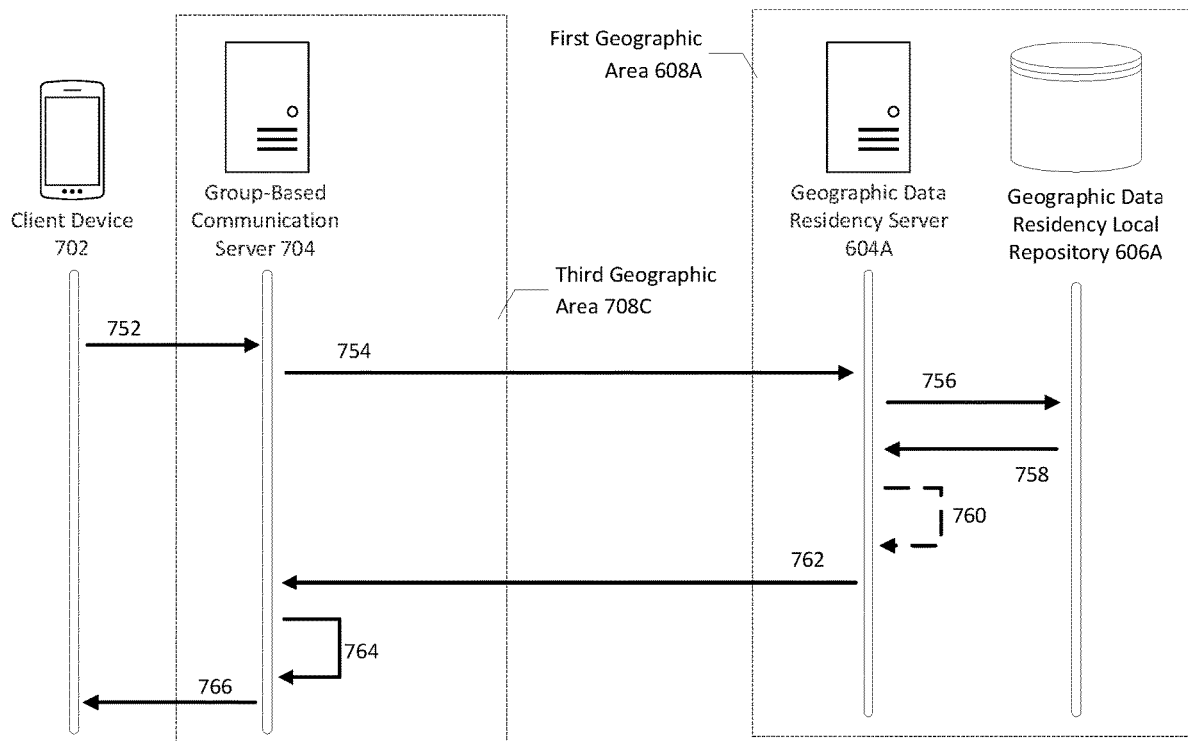 First Geographic
Area 608A
Client Device
702
Group-Based
Communication
Server 704
Geographic Data
Residency Server
604A
Geographic Data
Residency Local
Repository 606A
Third Geographic
Area 708C
752
754
756
758
760
762
764
766